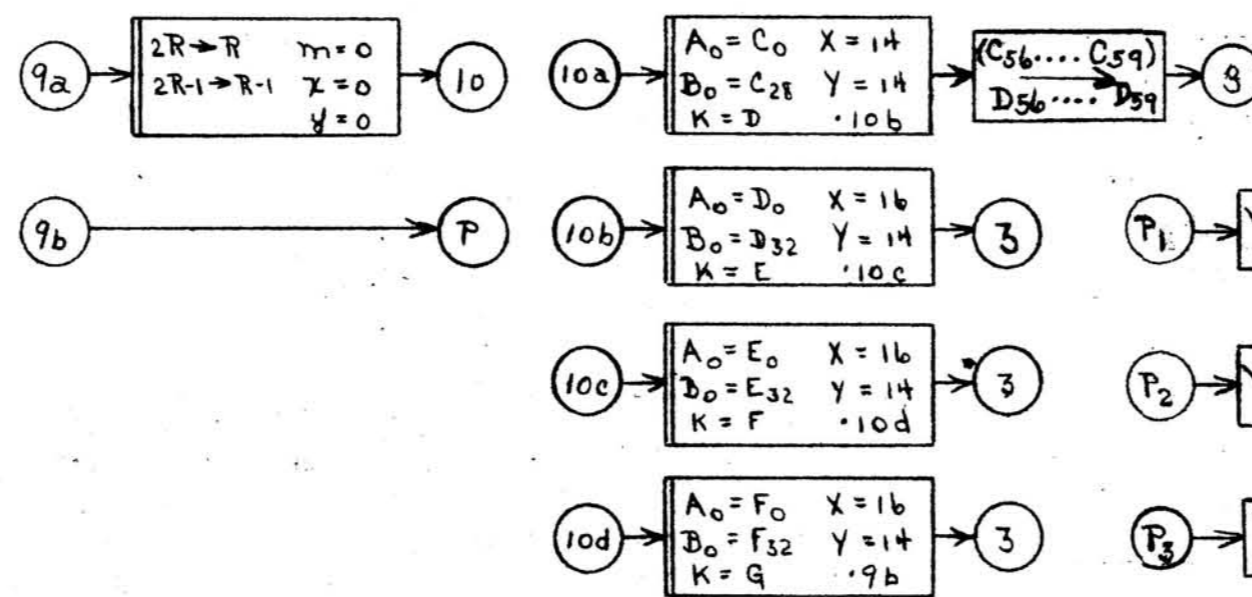 9a
2R→R m=0
2R-1→R-1 x=0
y=0
10
10a
A₀=C₀ X=14
B₀=C₂₈ Y=14
K=D ·10b
(C₅₆....C₅₉)
D₅₆....D₅₉
3
9b
P
10b
A₀=D₀ X=16
B₀=D₃₂ Y=14
K=E ·10c
3
P₁
10c
A₀=E₀ X=16
B₀=E₃₂ Y=14
K=F ·10d
3
P₂
10d
A₀=F₀ X=16
B₀=F₃₂ Y=14
K=G ·9b
3
P₃